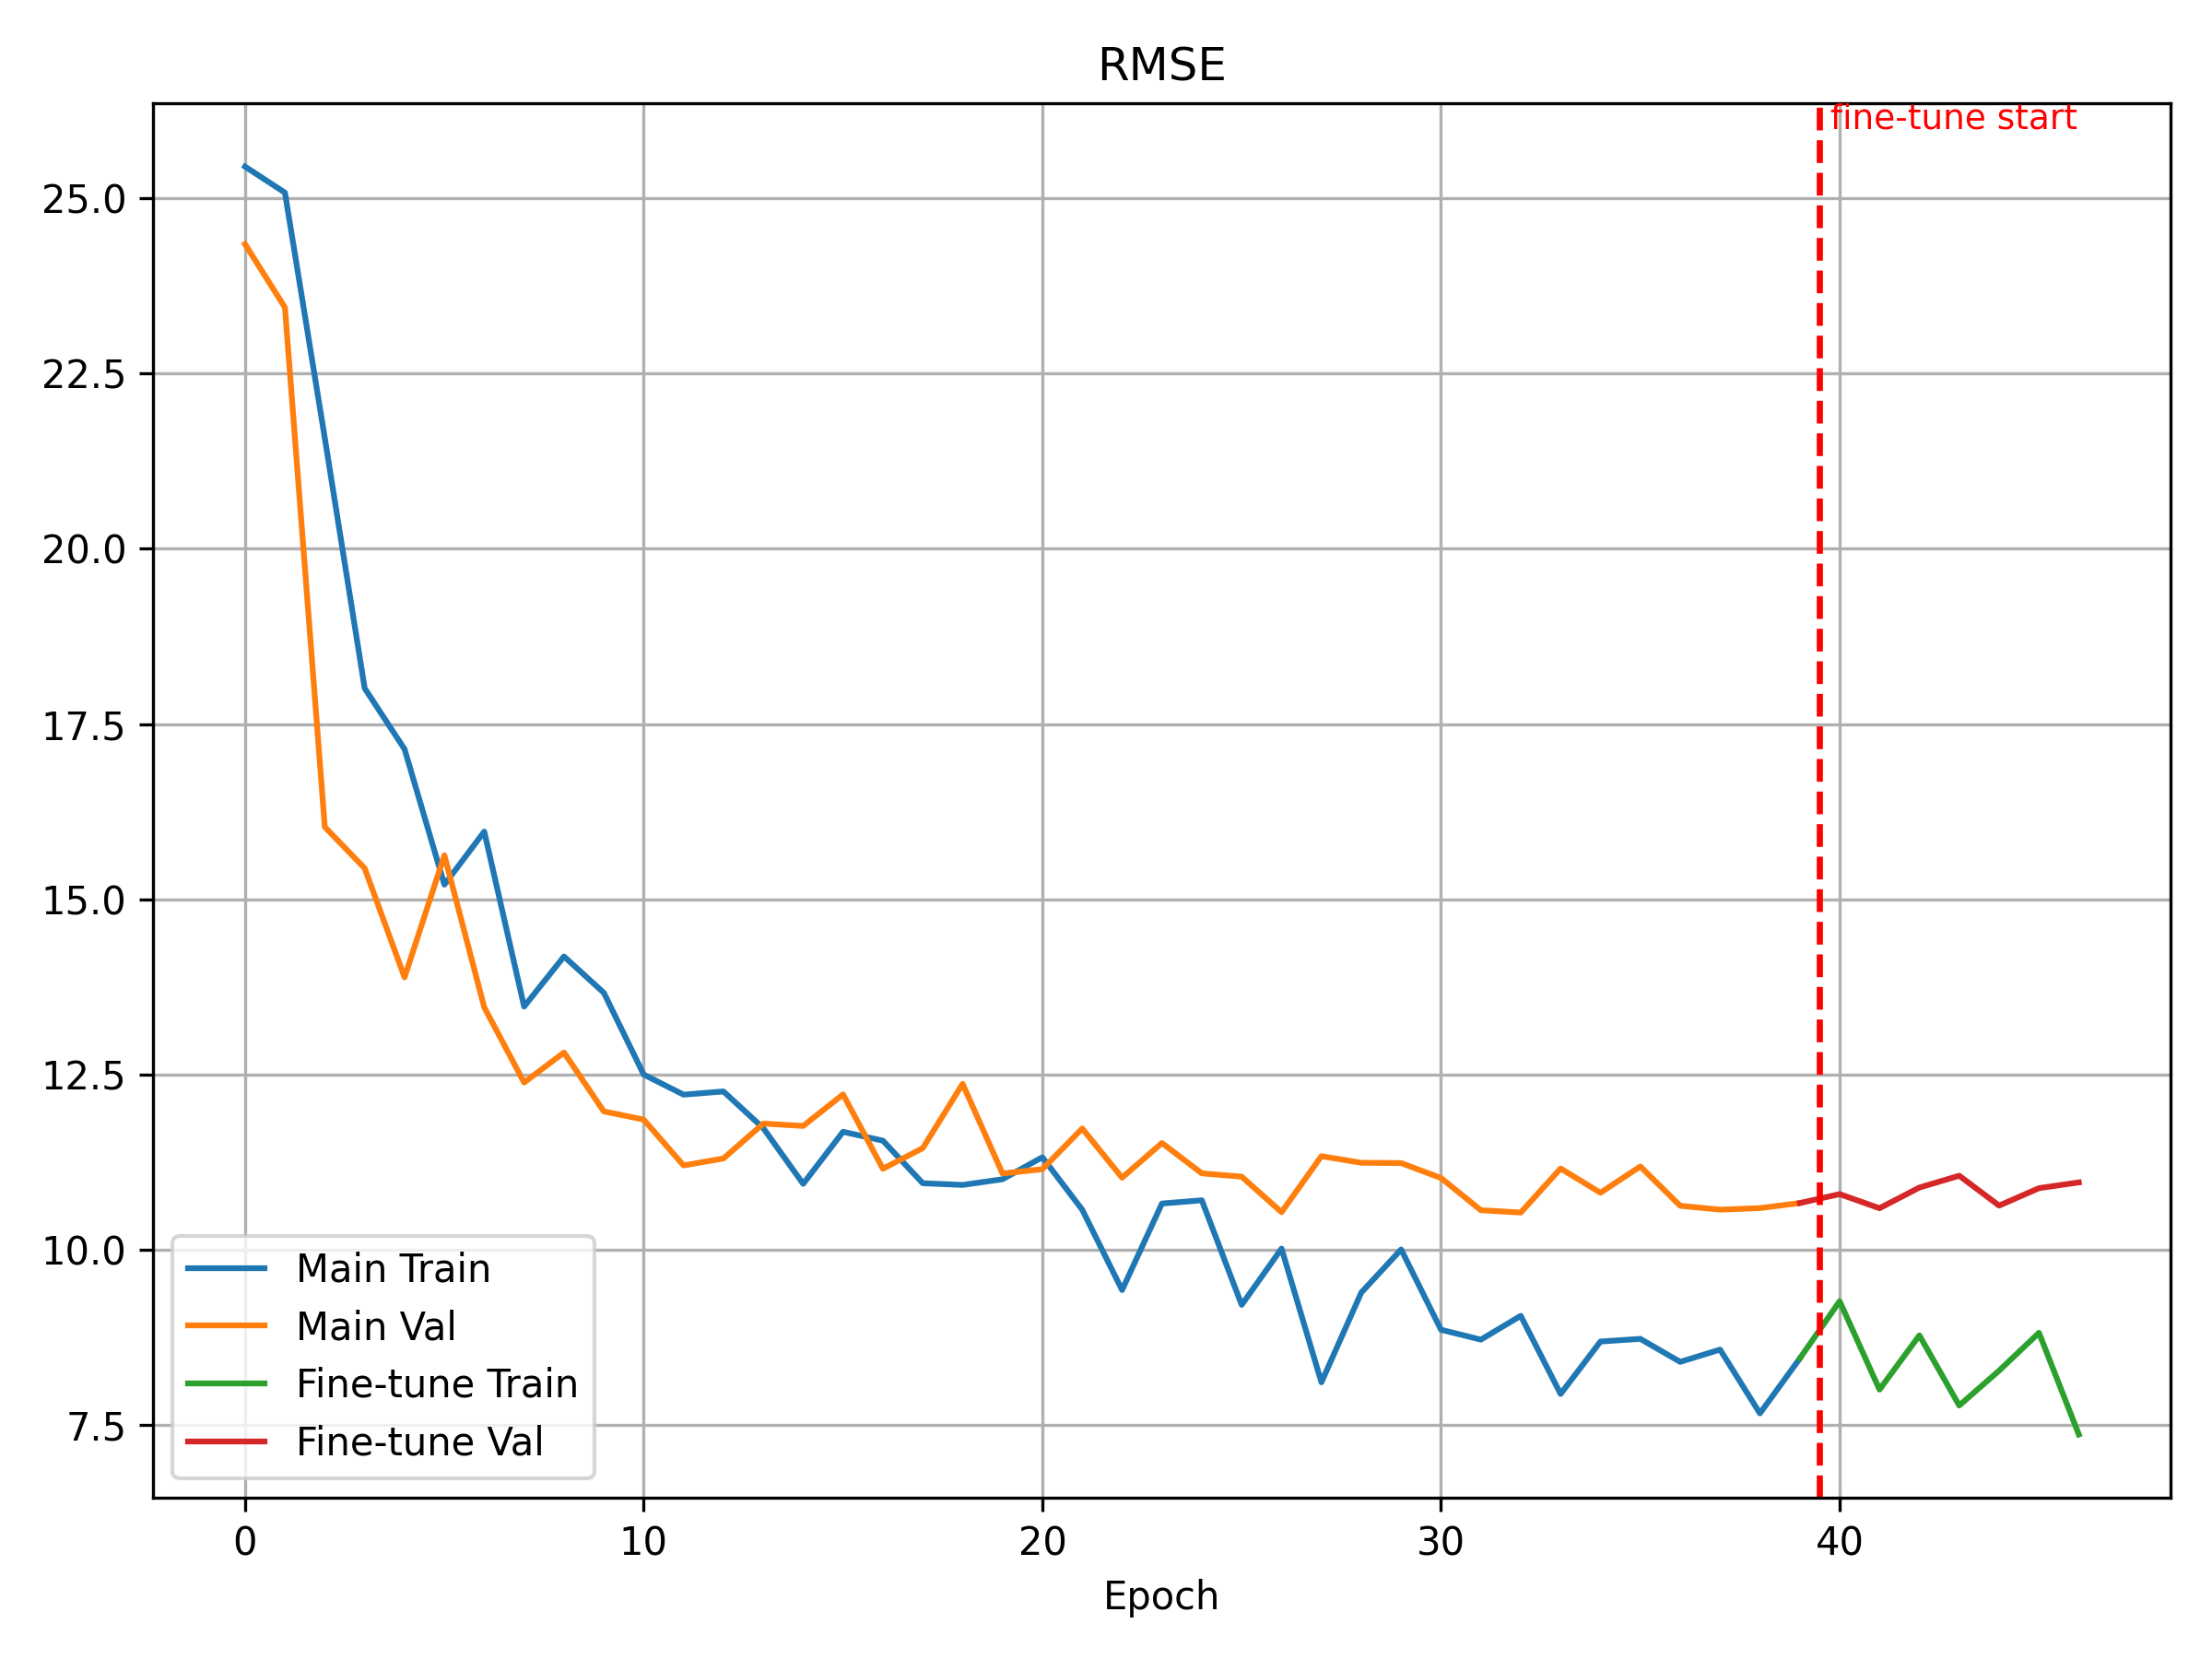 RMSE
fine-tune start
25.0
22.5
20.0
17.5
15.0
12.5
10.0
7.5
Main Train
Main Val
Fine-tune Train
Fine-tune Val
0 10 20 30 40
Epoch